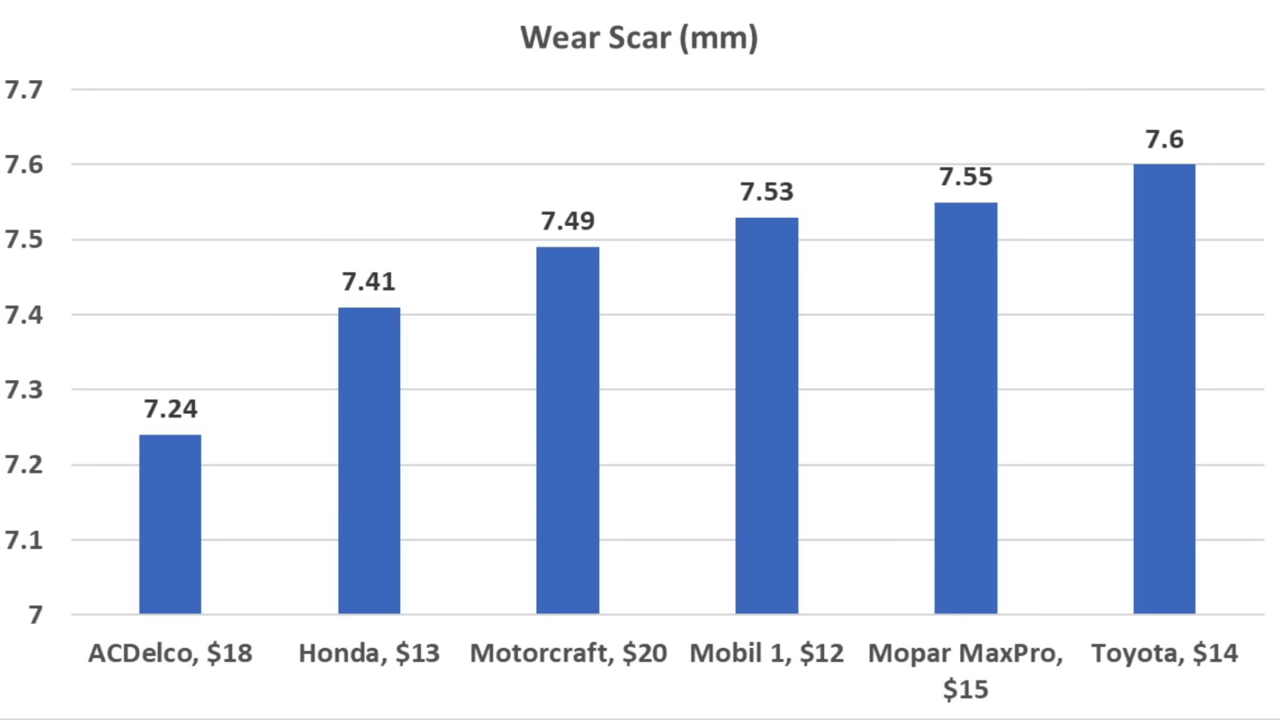 Wear Scar (mm)
7.7
7.6
7.5
7.4
7.3
7.2
7.1
7
7.24
7.41
7.49
7.53
7.55
7.6
ACDelco, $18
Honda, $13
Motorcraft, $20
Mobil 1, $12
Mopar MaxPro,
$15
Toyota, $14